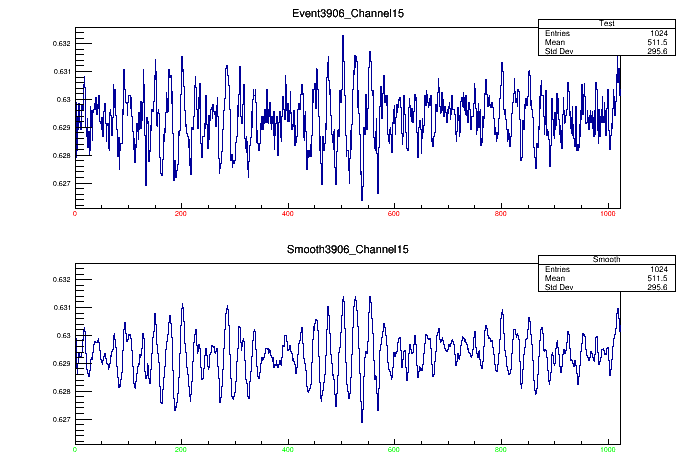 Event3906_Channel15
Test
Entries 1024
Mean 511.5
Std Dev 295.6
0.632
0.631
0.63
0.629
0.628
0.627
0 200 400 600 800 1000
Smooth3906_Channel15
Smooth
Entries 1024
Mean 511.5
Std Dev 295.6
0.632
0.631
0.63
0.629
0.628
0.627
0 200 400 600 800 1000